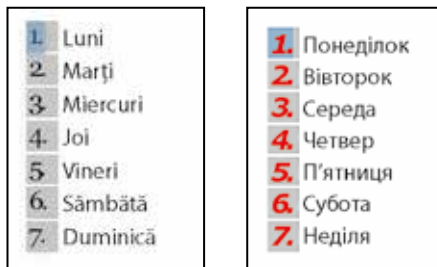 1. Luni
2. Marți
3. Miercuri
4. Joi
5. Vineri
6. Sâmbătă
7. Duminică
1. Понеділок
2. Вівторок
3. Середа
4. Четвер
5. П'ятниця
6. Субота
7. Неділя